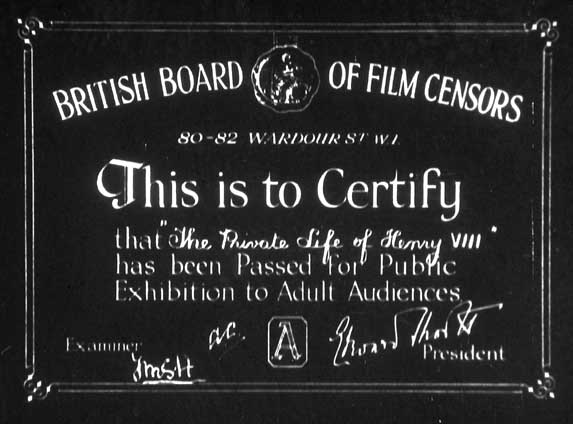 BRITISH BOARD OF FILM CENSORS
80-82 WARDOUR ST W.1.
This is to Certify
that "The Private Life of Henry VIII"
has been Passed for Public
Exhibition to Adult Audiences
Examiner
A
President